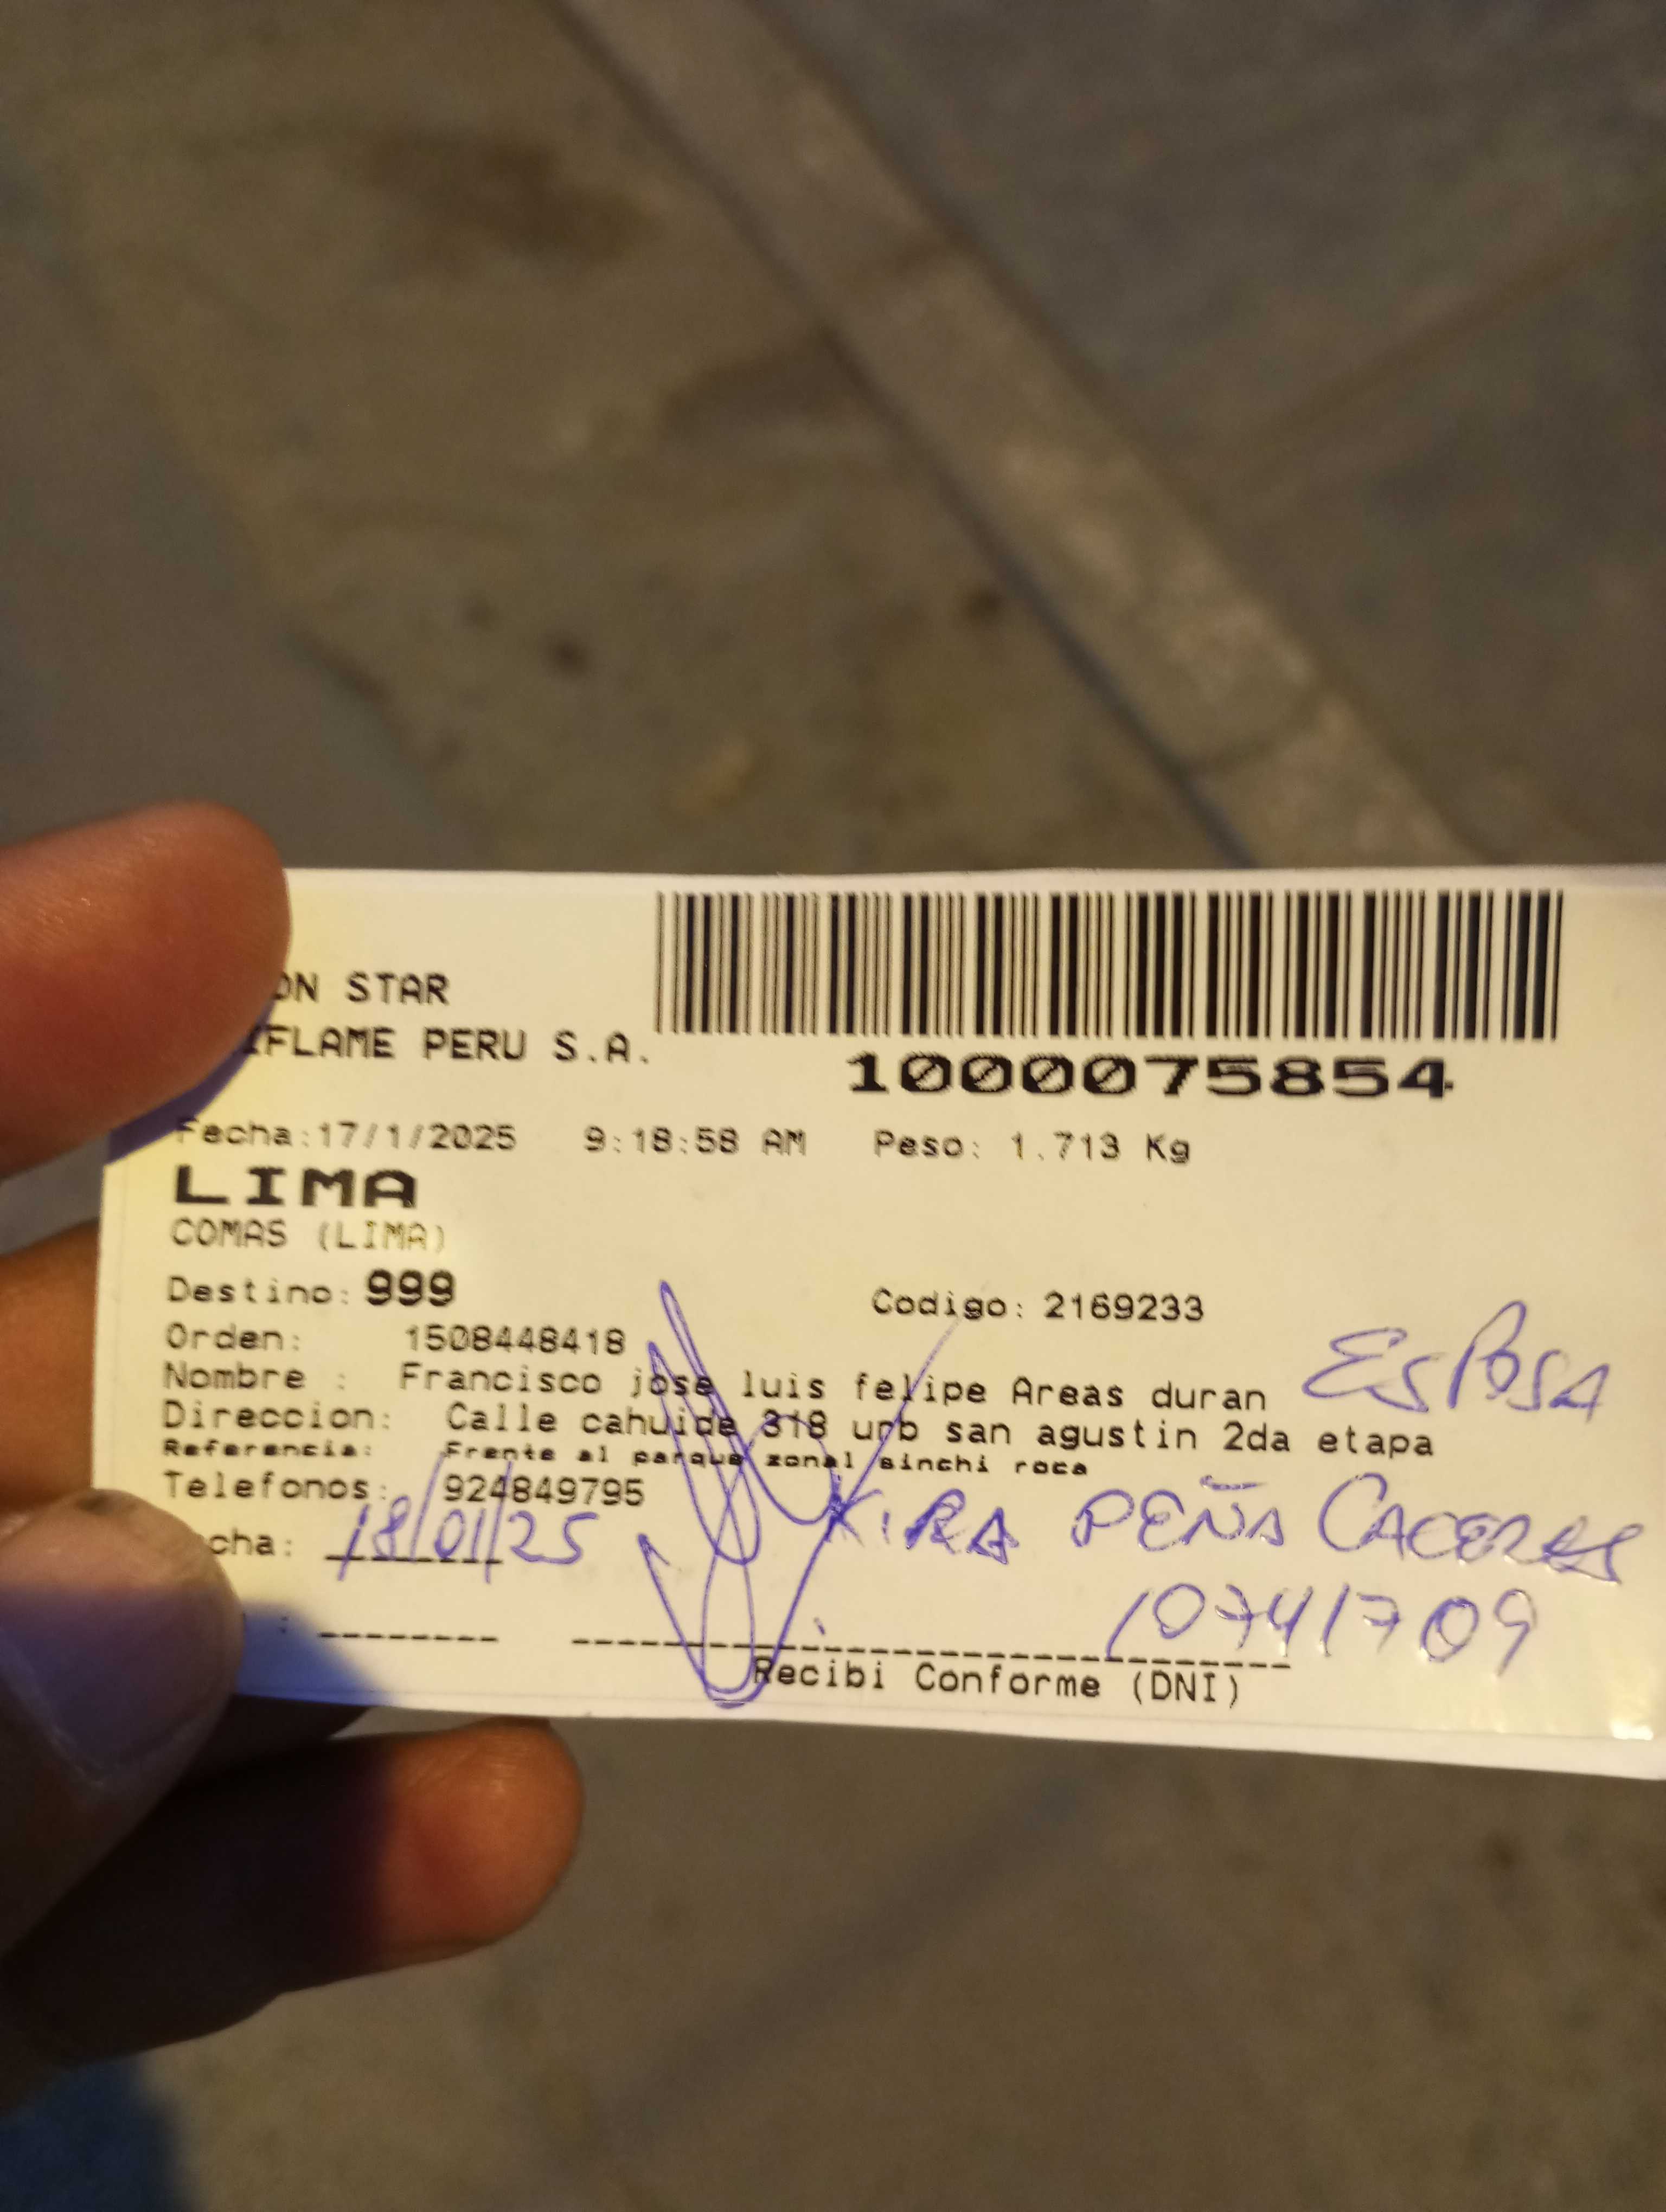 ON STAR
IFLAME PERU S.A.
1000075854
Fecha:17/1/2025 9:18:58 AM Peso: 1.713 Kg
LIMA
COMAS (LIMA)
Destino: 999 Codigo: 2169233
Orden: 1508448418
Nombre : Francisco jose luis felipe Areas duran ESPOSA
Direccion: Calle cahuide 318 urb san agustin 2da etapa
Referencia: Frente al parque zonal sinchi roca
Telefonos: 924849795
KIRA PEÑA CACERES
cha: 18/01/25
10741709
: --------
Recibi Conforme (DNI)